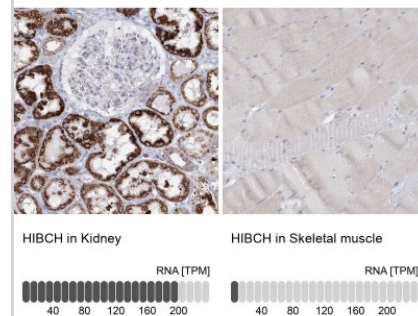 HIBCH in Kidney
HIBCH in Skeletal muscle
RNA [TPM]
RNA [TPM]
40 80 120 160 200
40 80 120 160 200